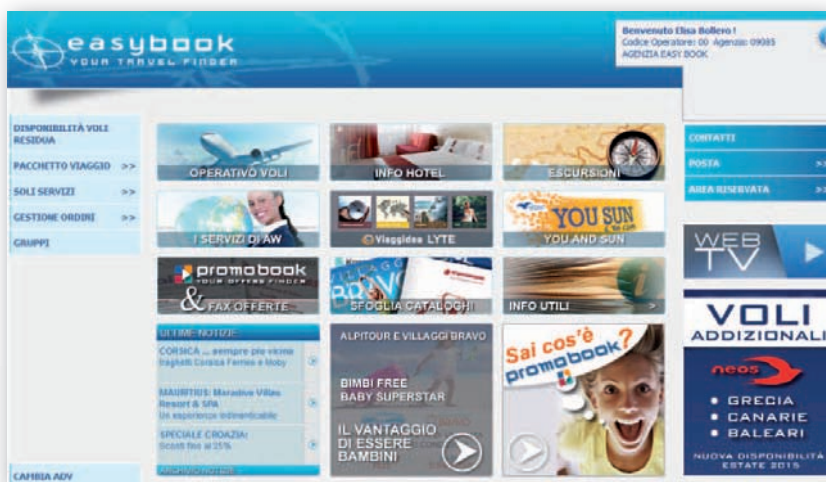 easybook
YOUR TRAVEL FINDER
Benvenuto Elisa Bollero !
Codice Operatore: 00 Agenzia: 09085
AGENZIA EASY BOOK
DISPONIBILITÀ VOLI
RESIDUA
PACCHETTO VIAGGIO >>
SOLI SERVIZI >>
GESTIONE ORDINI >>
GRUPPI
CAMBIA ADV
OPERATIVO VOLI
INFO HOTEL
ESCURSIONI
I SERVIZI DI AW
Viaggidea LYTE
YOU SUN
YOU AND SUN
promobook
YOUR OFFERS FINDER
& FAX OFFERTE
VILLAGGI
BRAVO
SFOGLIA CATALOGHI
INFO UTILI >
ULTIME NOTIZIE
CORSICA ... sempre più vicina
traghetti Corsica Ferries e Moby
MAURITIUS: Maradiva Villas
Resort & SPA
Un esperienza indimenticabile
SPECIALE CROAZIA:
Sconti fino al 25%
ARCHIVIO NOTIZIE
ALPITOUR E VILLAGGI BRAVO
BIMBI FREE
BABY SUPERSTAR
IL VANTAGGIO
DI ESSERE
BAMBINI
Sai cos'è
promobook?
CONTATTI
POSTA >>
AREA RISERVATA >>
WEB
TV
VOLI
ADDIZIONALI
neos
• GRECIA
• CANARIE
• BALEARI
NUOVA DISPONIBILITÀ
ESTATE 2015